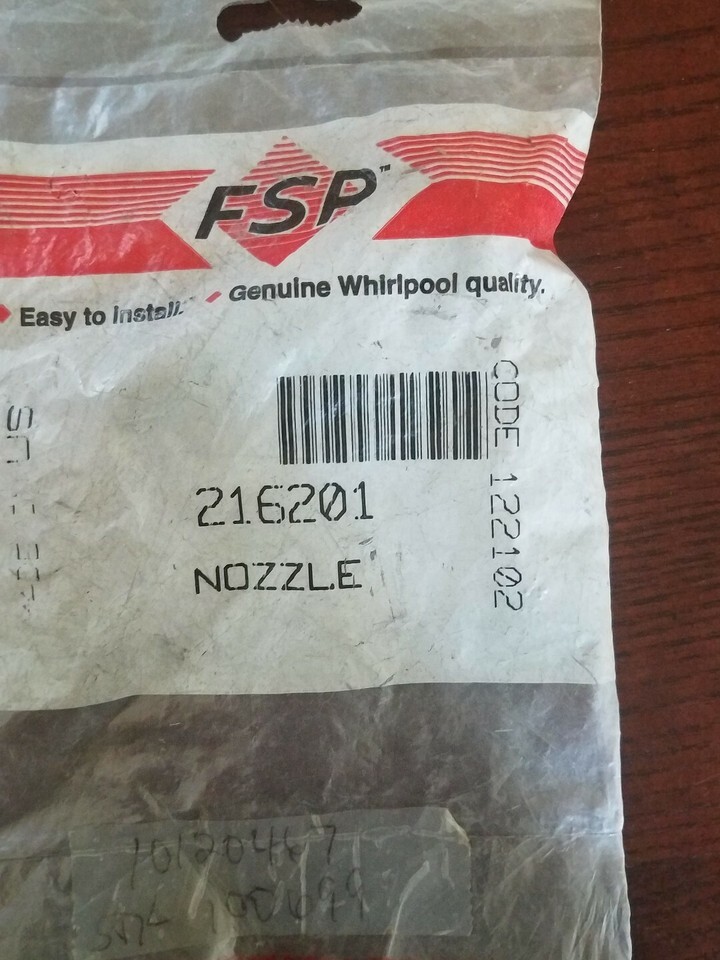 FSP™
Easy to install. Genuine Whirlpool quality.
CODE 122102
216201
NOZZLE
10120467